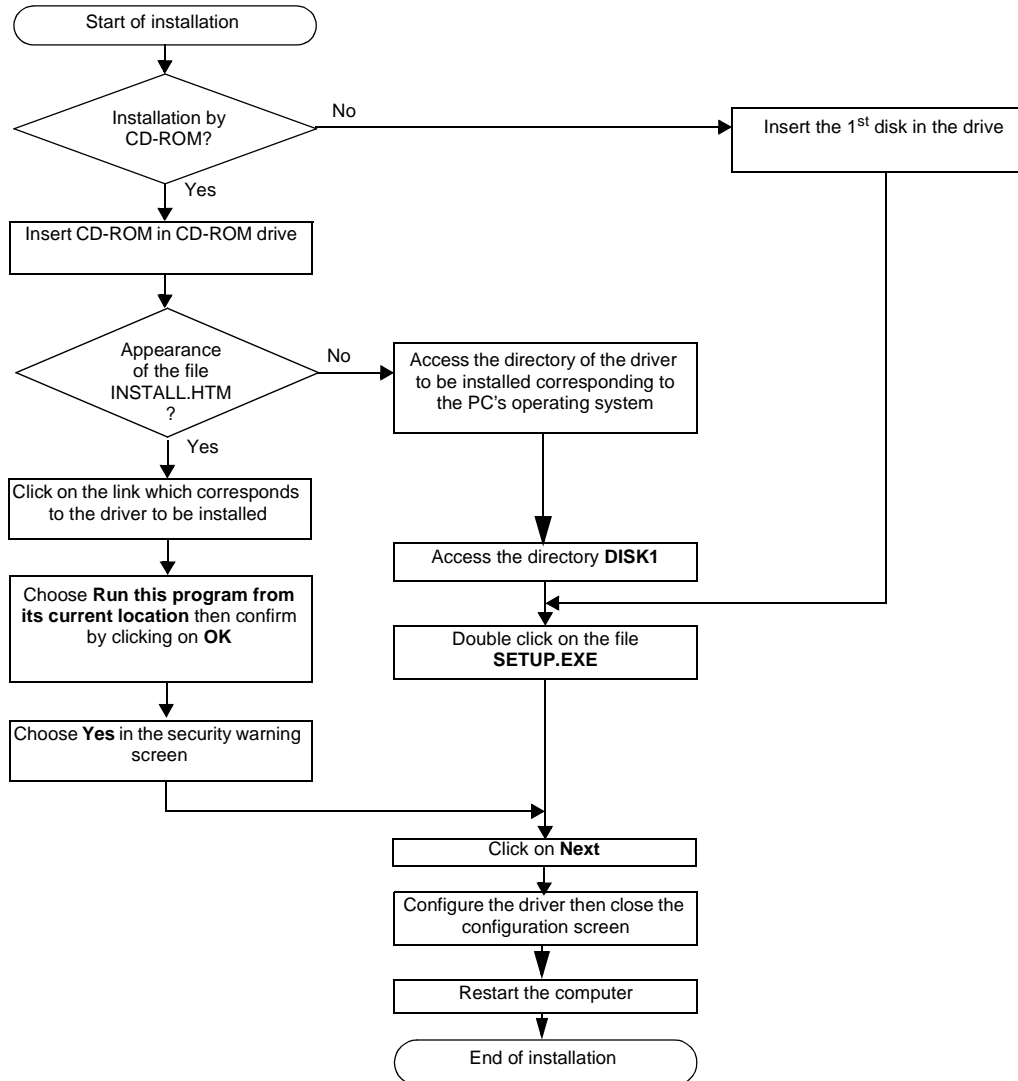 Start of installation
Installation by
CD-ROM?
No
Insert the 1st disk in the drive
Yes
Insert CD-ROM in CD-ROM drive
Appearance
of the file
INSTALL.HTM
?
No
Access the directory of the driver
to be installed corresponding to
the PC's operating system
Yes
Click on the link which corresponds
to the driver to be installed
Access the directory DISK1
Choose Run this program from
its current location then confirm
by clicking on OK
Double click on the file
SETUP.EXE
Choose Yes in the security warning
screen
Click on Next
Configure the driver then close the
configuration screen
Restart the computer
End of installation